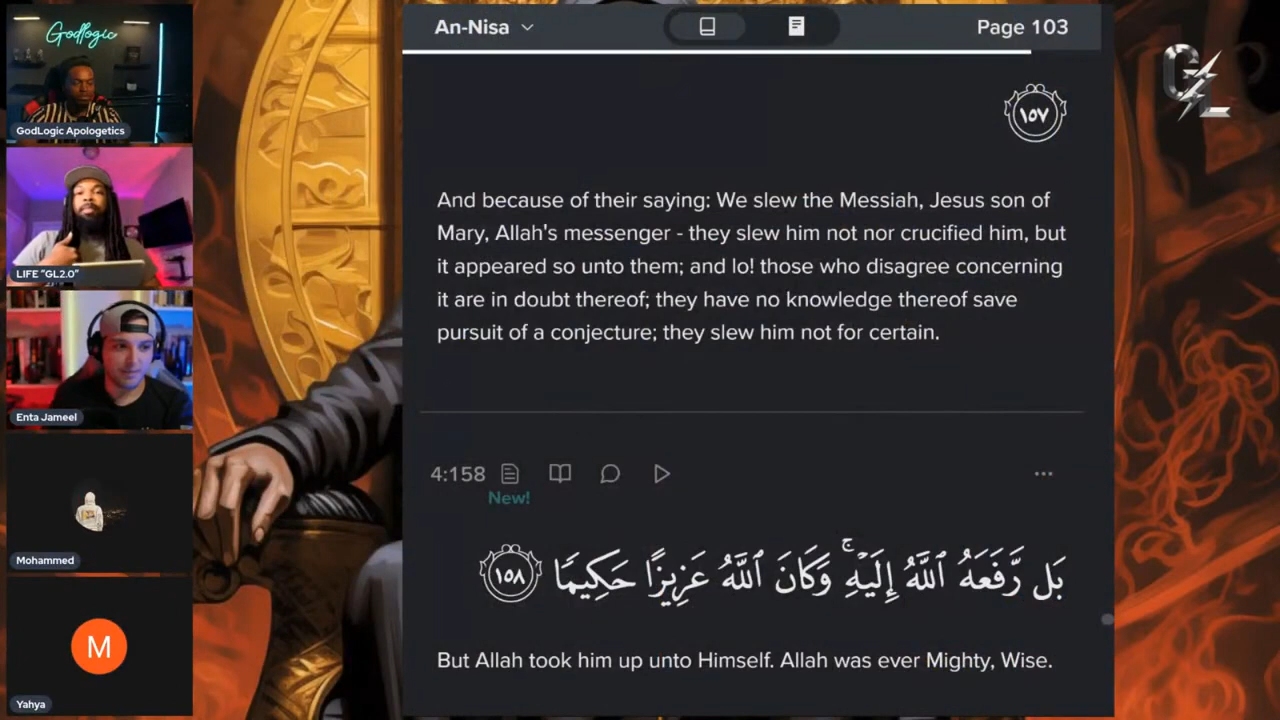 Godlogic
GodLogic Apologetics
LIFE “GL2.0”
Enta Jameel
Mohammed
M
Yahya
An-Nisa
Page 103
١٥٧
And because of their saying: We slew the Messiah, Jesus son of
Mary, Allah's messenger - they slew him not nor crucified him, but
it appeared so unto them; and lo! those who disagree concerning
it are in doubt thereof; they have no knowledge thereof save
pursuit of a conjecture; they slew him not for certain.
4:158
New!
بَل رَّفَعَهُ ٱللَّهُ إِلَيۡهِۚ وَكَانَ ٱللَّهُ عَزِيزًا حَكِيمٗا ١٥٨
But Allah took him up unto Himself. Allah was ever Mighty, Wise.
GL